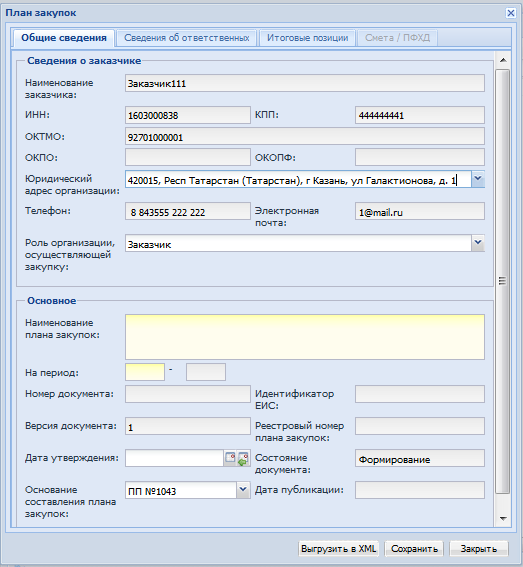 План закупок
Общие сведения
Сведения об ответственных
Итоговые позиции
Смета / ПФХД
Сведения о заказчике
Наименование
заказчика:
Заказчик111
ИНН:
1603000838
КПП:
444444441
ОКТМО:
92701000001
ОКПО:
ОКОПФ:
Юридический
адрес организации:
420015, Респ Татарстан (Татарстан), г Казань, ул Галактионова, д. 1
Телефон:
8 843555 222 222
Электронная
почта:
1@mail.ru
Роль организации,
осуществляющей
закупку:
Заказчик
Основное
Наименование
плана закупок:
На период:
-
Номер документа:
Идентификатор
ЕИС:
Версия документа:
1
Реестровый номер
плана закупок:
Дата утверждения:
Состояние
документа:
Формирование
Основание
составления плана
закупок:
ПП №1043
Дата публикации:
Выгрузить в XML
Сохранить
Закрыть